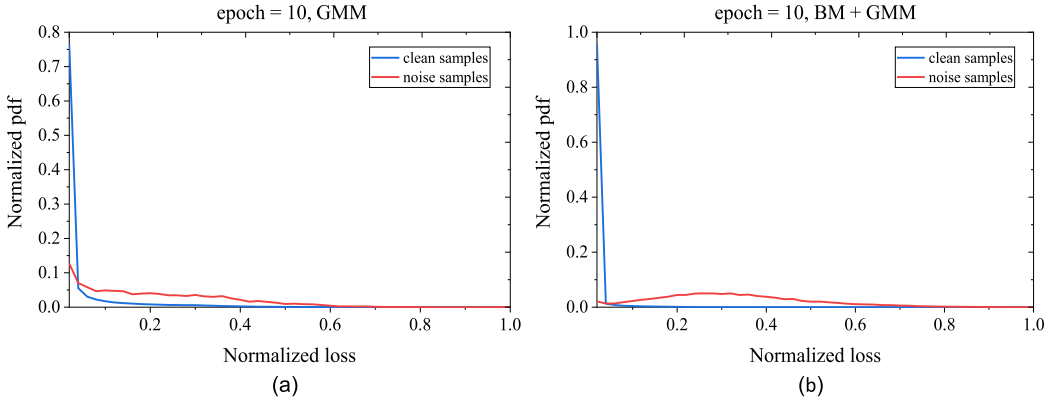 epoch = 10, GMM
0.8
0.7
0.6
0.5
0.4
0.3
0.2
0.1
0.0
Normalized pdf
clean samples
noise samples
0.2 0.4 0.6 0.8 1.0
Normalized loss
(a)
epoch = 10, BM + GMM
1.0
0.8
0.6
0.4
0.2
0.0
Normalized pdf
clean samples
noise samples
0.2 0.4 0.6 0.8 1.0
Normalized loss
(b)